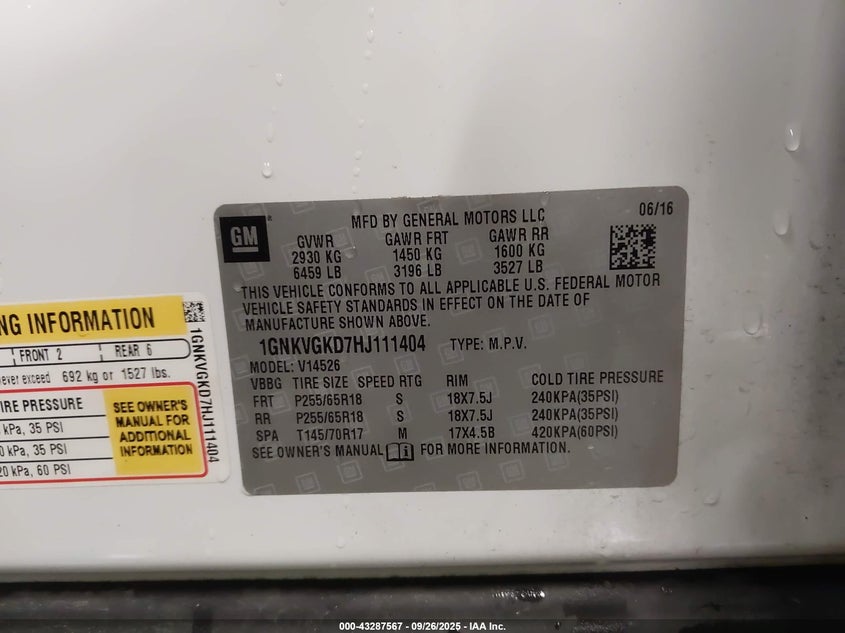 GM ®
MFD BY GENERAL MOTORS LLC 06/16
GVWR GAWR FRT GAWR RR
2930 KG 1450 KG 1600 KG
6459 LB 3196 LB 3527 LB
THIS VEHICLE CONFORMS TO ALL APPLICABLE U.S. FEDERAL MOTOR
VEHICLE SAFETY STANDARDS IN EFFECT ON THE DATE OF
MANUFACTURE SHOWN ABOVE.
1GNKVGKD7HJ111404 TYPE: M.P.V.
MODEL: V14526
VBBG TIRE SIZE SPEED RTG RIM COLD TIRE PRESSURE
FRT P255/65R18 S 18X7.5J 240KPA(35PSI)
RR P255/65R18 S 18X7.5J 240KPA(35PSI)
SPA T145/70R17 M 17X4.5B 420KPA(60PSI)
SEE OWNER'S MANUAL FOR MORE INFORMATION.
NG INFORMATION
FRONT 2 REAR 6
never exceed 692 kg or 1527 lbs.
IRE PRESSURE
kPa, 35 PSI
0 kPa, 35 PSI
20 kPa, 60 PSI
SEE OWNER'S
MANUAL FOR
ADDITIONAL
INFORMATION
1GNKVGKD7HJ111404
000-43287567 - 09/26/2025 - IAA Inc.